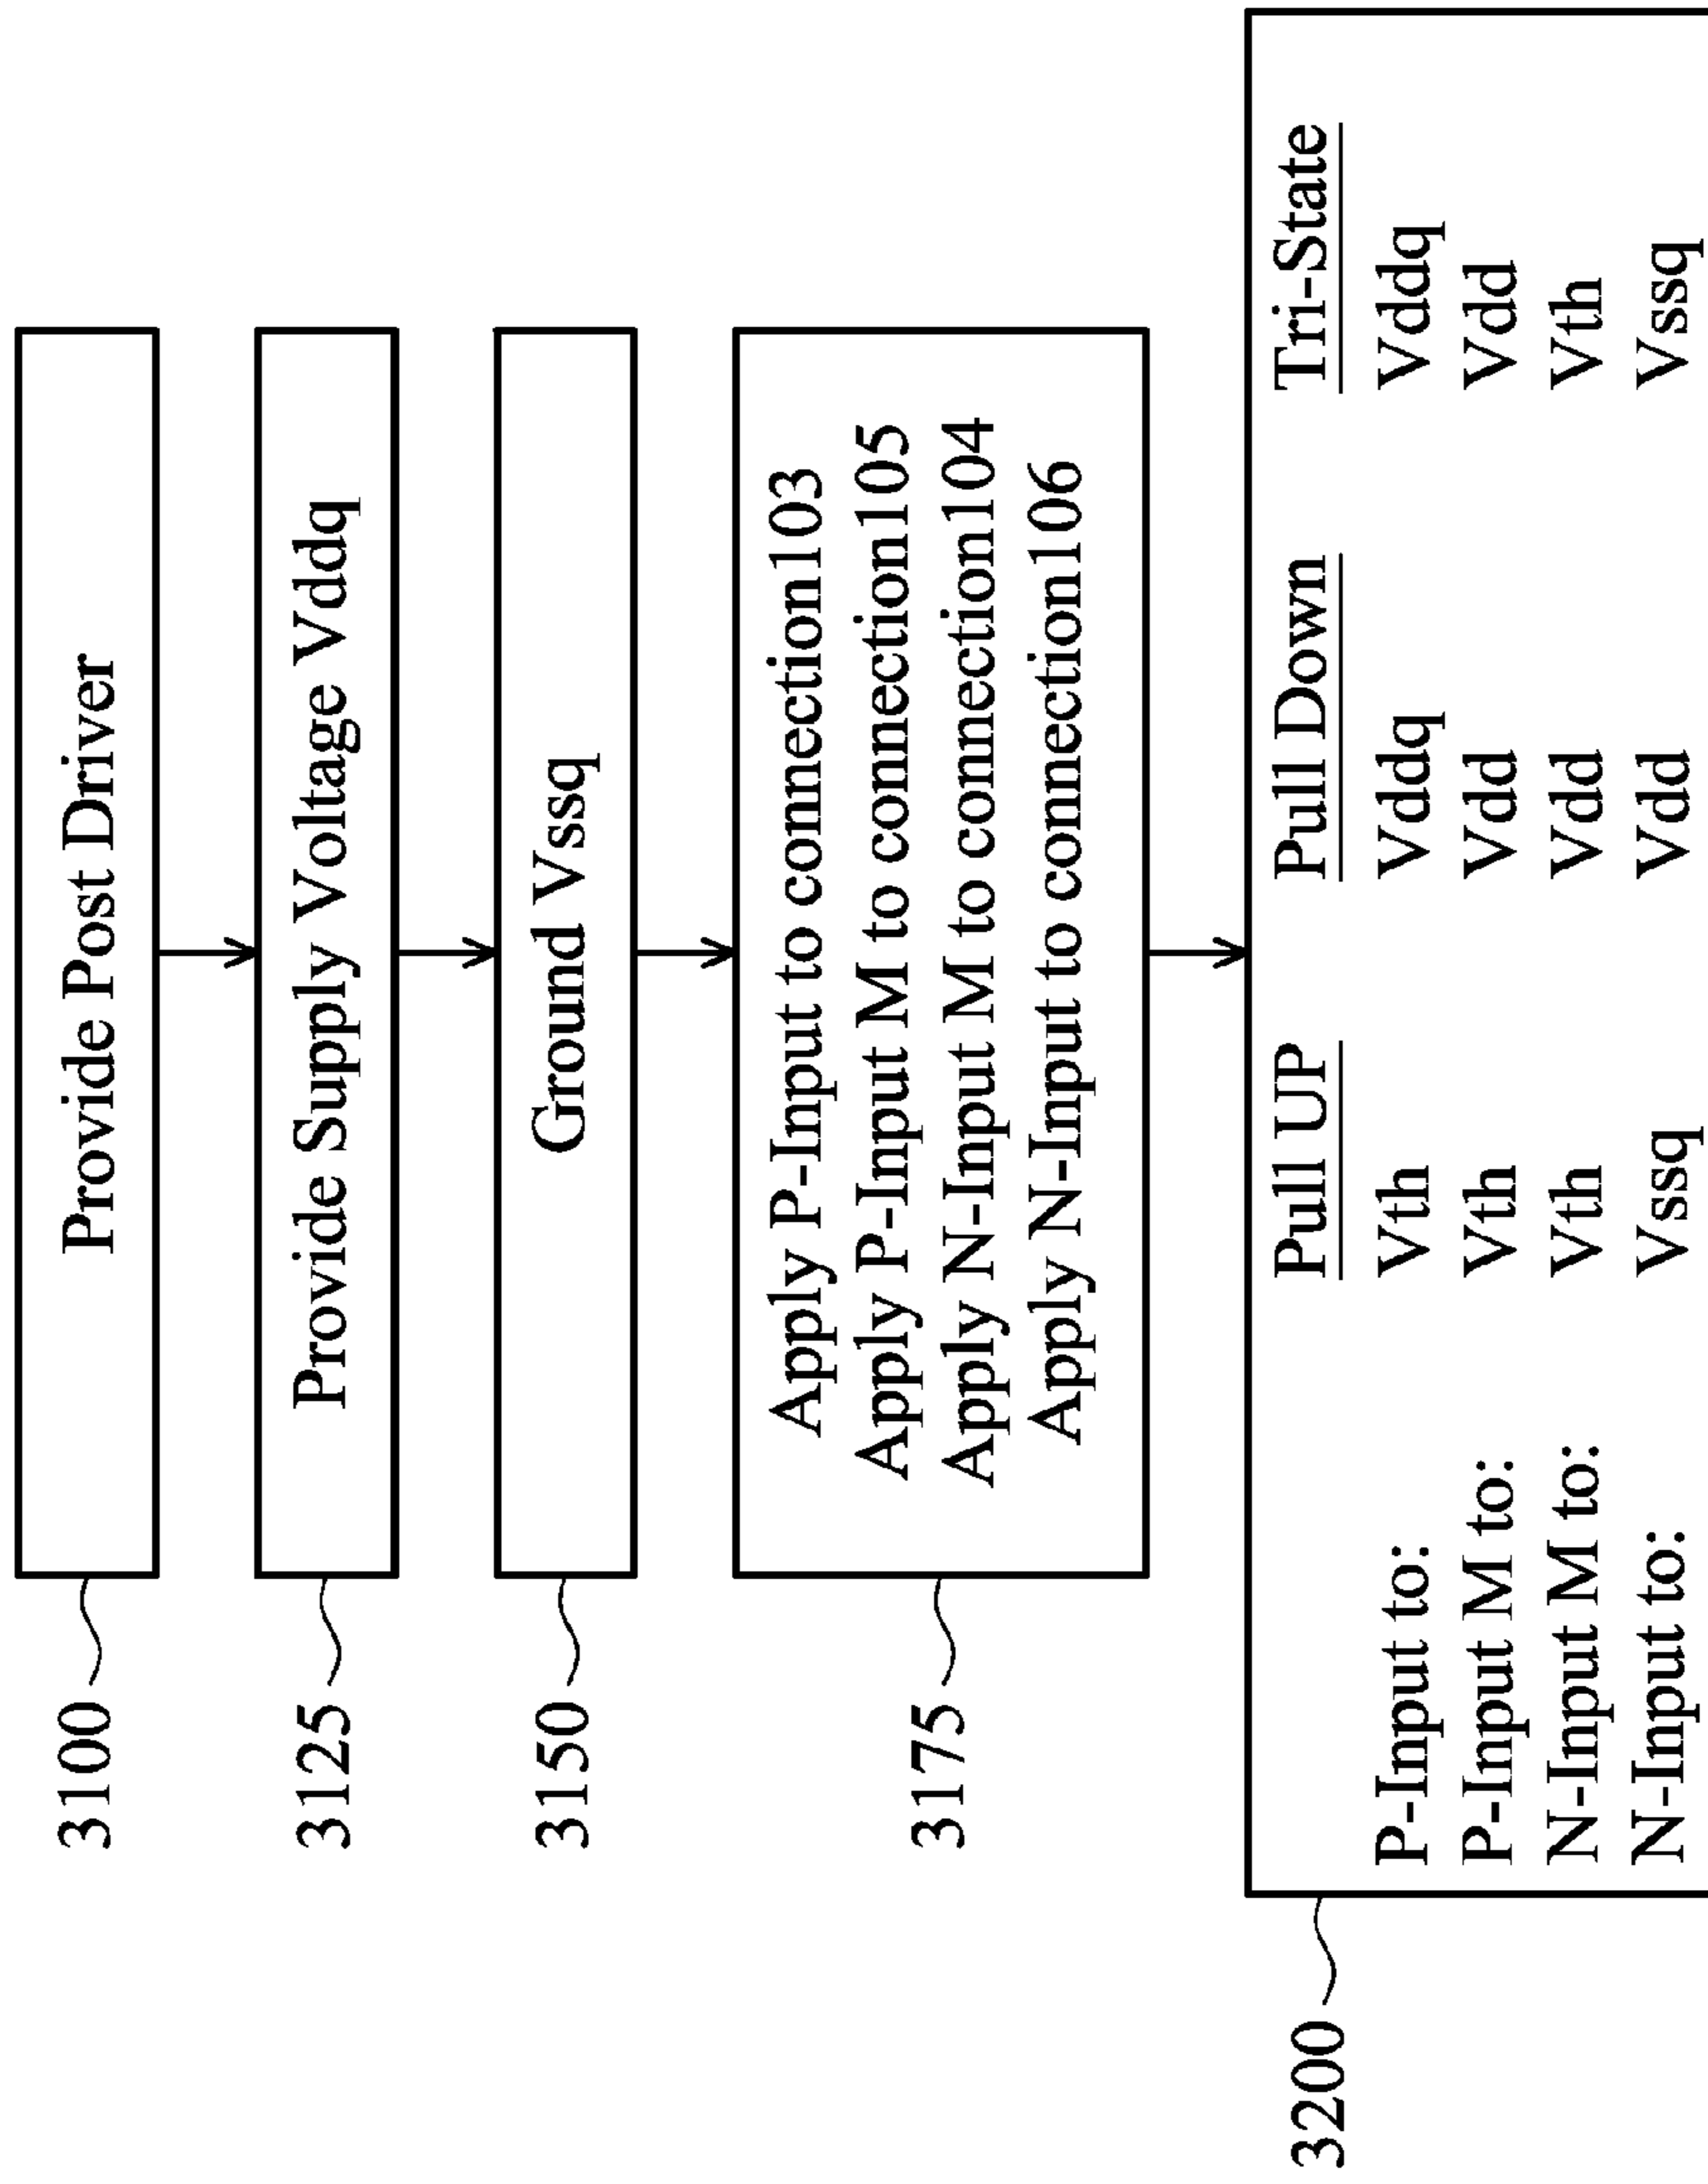 3100
Provide Post Driver
3125
Provide Supply Voltage Vddq
3150
Ground Vssq
3175
Apply P-Input to connection103
Apply P-Input M to connection105
Apply N-Input M to connection104
Apply N-Input to connection106
3200
Pull UP Pull Down Tri-State
P-Input to: Vth Vddq Vddq
P-Input M to: Vth Vdd Vdd
N-Input M to: Vth Vdd Vth
N-Input to: Vssq Vdd Vssq